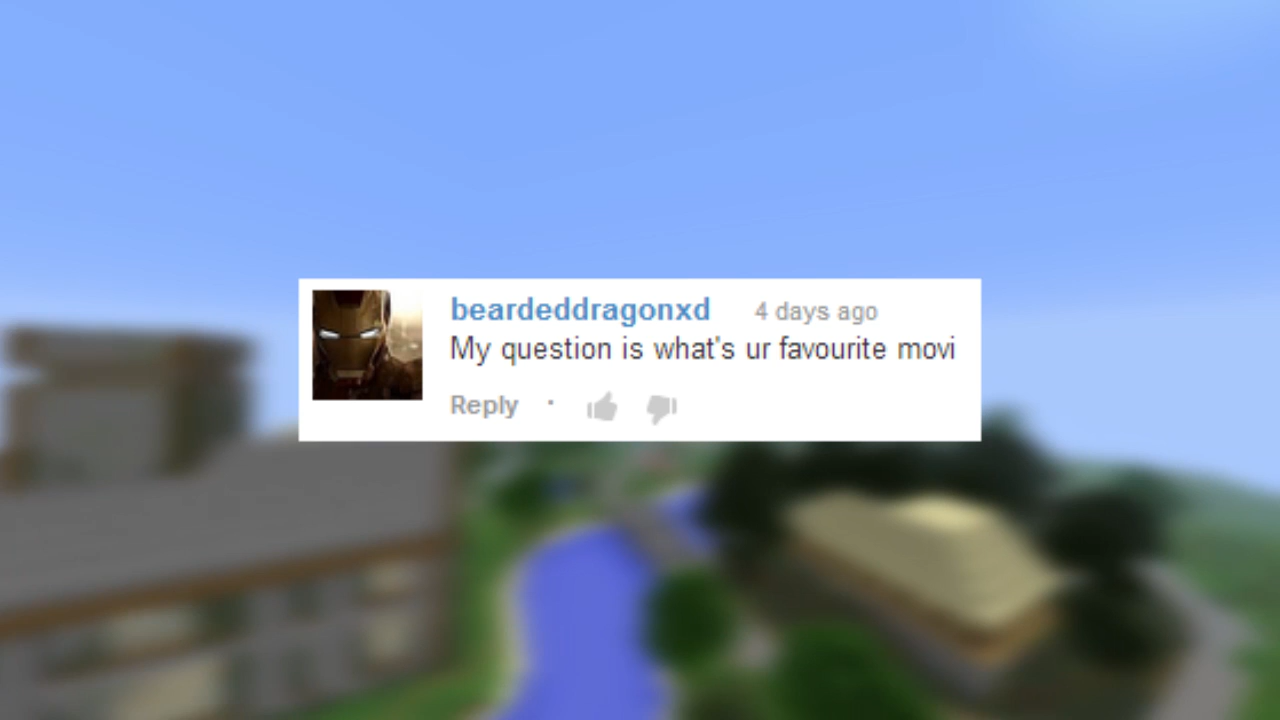 beardeddragonxd 4 days ago
My question is what's ur favourite movi
Reply ·